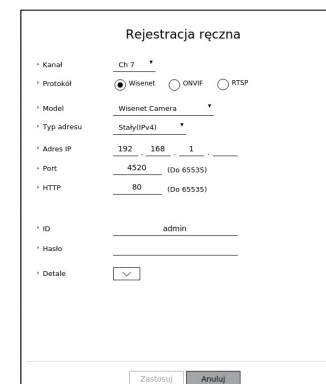 Rejestracja ręczna
Kanał Ch 7
Protokół Wisenet ONVIF RTSP
Model Wisenet Camera
Typ adresu Stały(IPv4)
Adres IP 192 . 168 . 1 .
Port 4520 (Do 65535)
HTTP 80 (Do 65535)
ID admin
Hasło
Detale
Zastosuj Anuluj